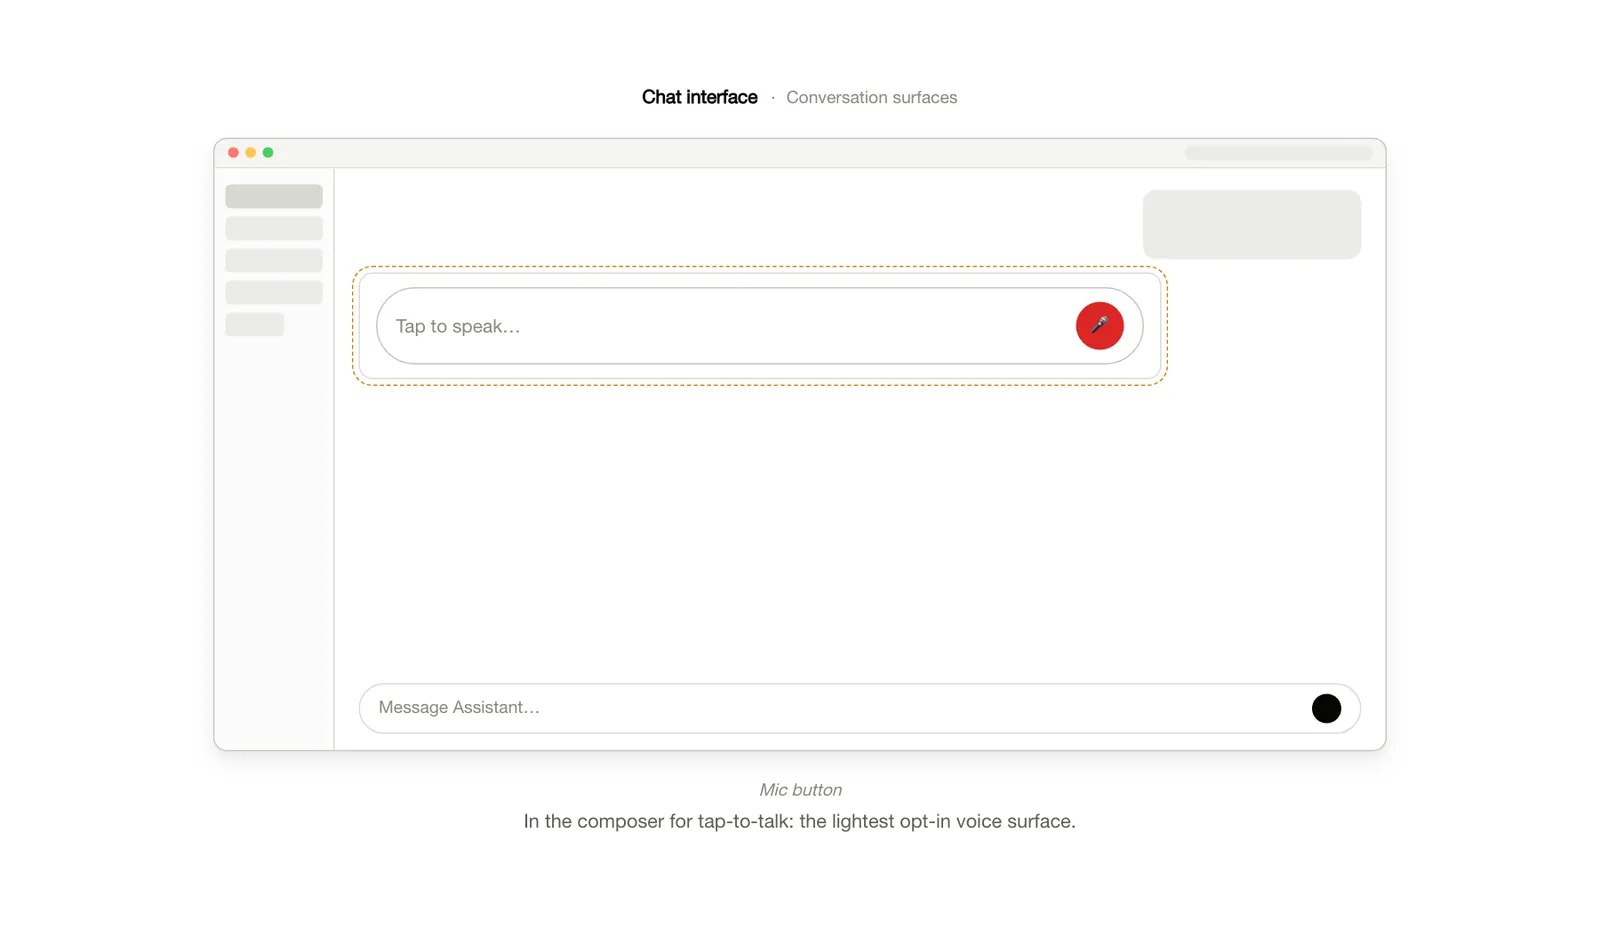 Chat interface · Conversation surfaces
Tap to speak...
Message Assistant...
Mic button
In the composer for tap-to-talk: the lightest opt-in voice surface.